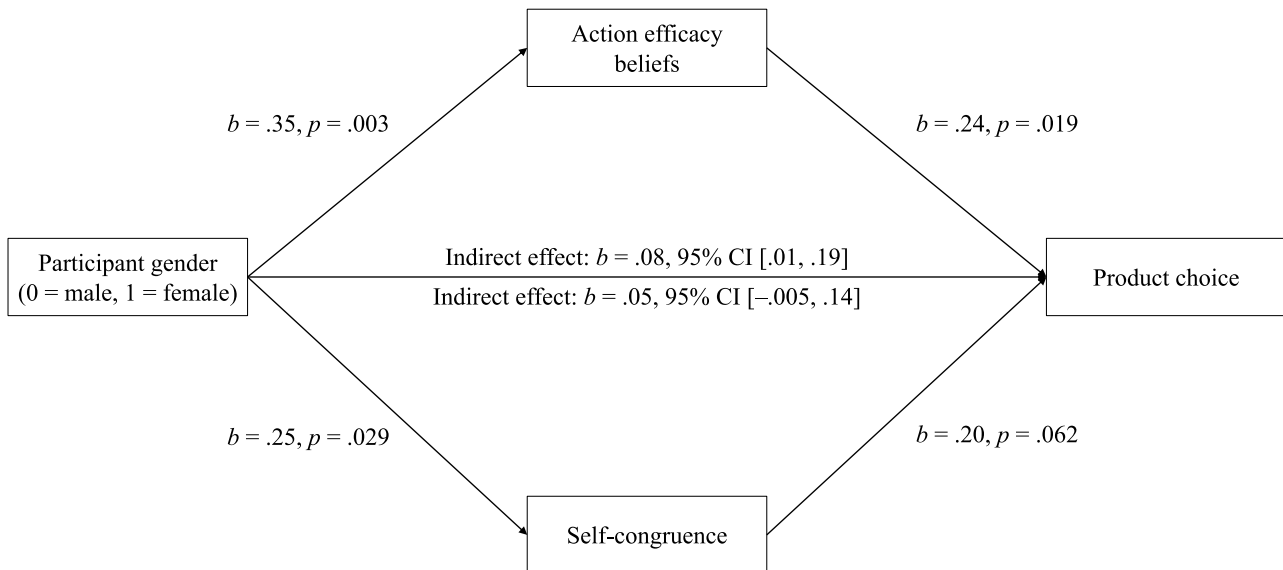 Action efficacy
beliefs
b = .35, p = .003
b = .24, p = .019
Participant gender
(0 = male, 1 = female)
Indirect effect: b = .08, 95% CI [.01, .19]
Indirect effect: b = .05, 95% CI [–.005, .14]
Product choice
b = .25, p = .029
b = .20, p = .062
Self-congruence